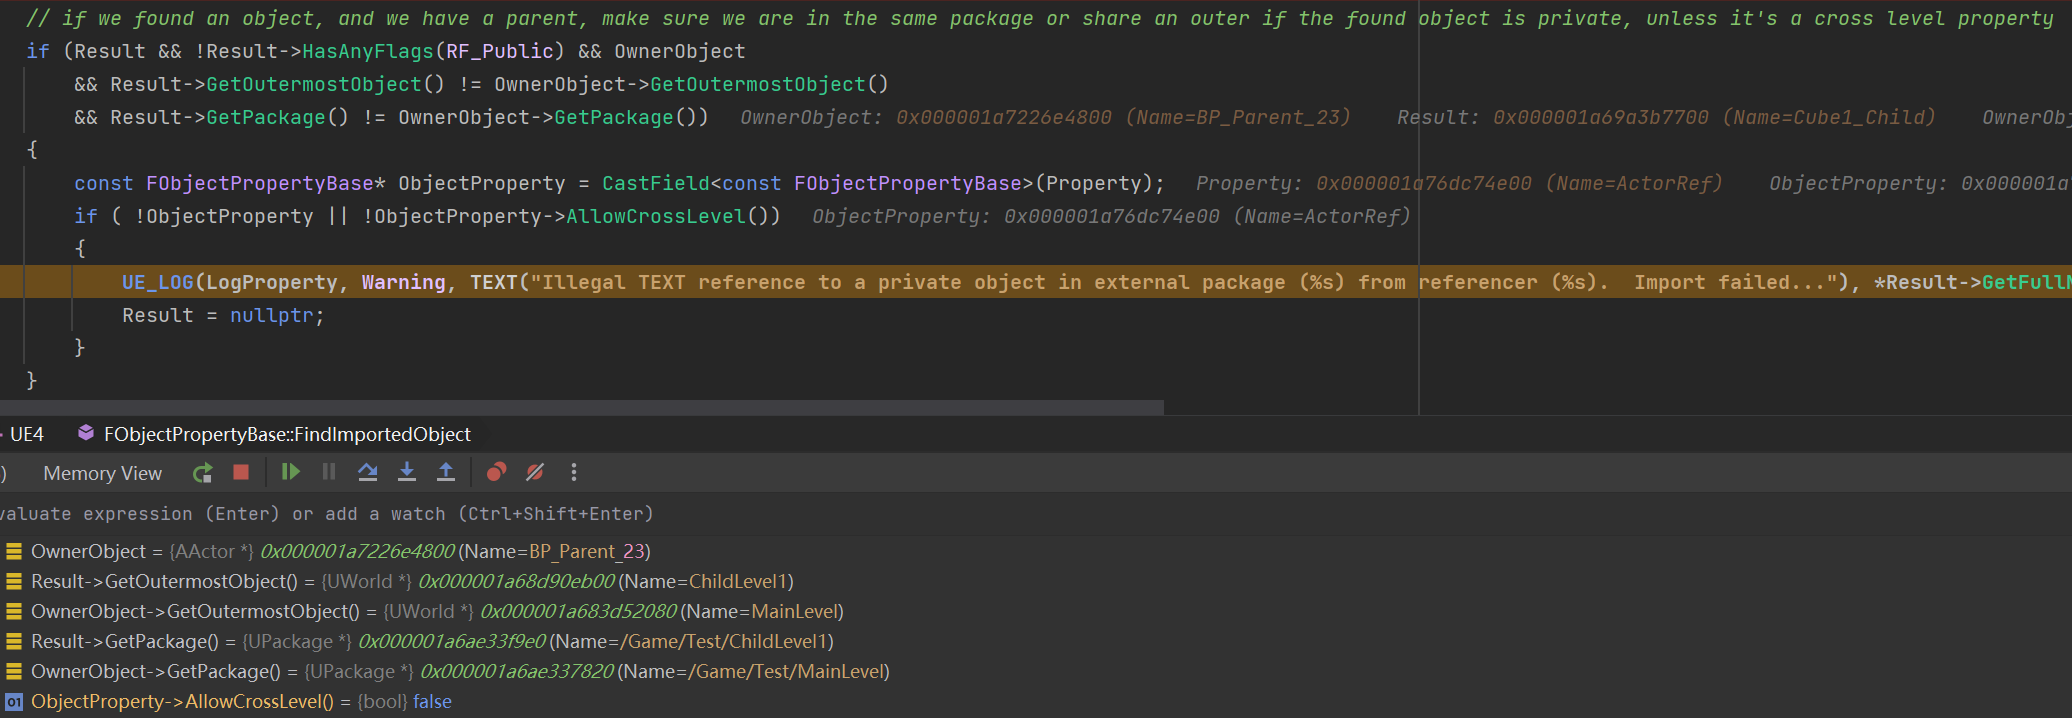 // if we found an object, and we have a parent, make sure we are in the same package or share an outer if the found object is private, unless it's a cross level property
if (Result && !Result->HasAnyFlags(RF_Public) && OwnerObject
&& Result->GetOutermostObject() != OwnerObject->GetOutermostObject()
&& Result->GetPackage() != OwnerObject->GetPackage()) OwnerObject: 0x000001a7226e4800 (Name=BP_Parent_23) Result: 0x000001a69a3b7700 (Name=Cube1_Child) OwnerObj
{
const FObjectPropertyBase* ObjectProperty = CastField<const FObjectPropertyBase>(Property); Property: 0x000001a76dc74e00 (Name=ActorRef) ObjectProperty: 0x000001a7
if ( !ObjectProperty || !ObjectProperty->AllowCrossLevel()) ObjectProperty: 0x000001a76dc74e00 (Name=ActorRef)
{
UE_LOG(LogProperty, Warning, TEXT("Illegal TEXT reference to a private object in external package (%s) from referencer (%s).  Import failed..."), *Result->GetFullN
Result = nullptr;
}
}
UE4 FObjectPropertyBase::FindImportedObject
) Memory View
valuate expression (Enter) or add a watch (Ctrl+Shift+Enter)
OwnerObject = {AActor *} 0x000001a7226e4800 (Name=BP_Parent_23)
Result->GetOutermostObject() = {UWorld *} 0x000001a68d90eb00 (Name=ChildLevel1)
OwnerObject->GetOutermostObject() = {UWorld *} 0x000001a683d52080 (Name=MainLevel)
Result->GetPackage() = {UPackage *} 0x000001a6ae33f9e0 (Name=/Game/Test/ChildLevel1)
OwnerObject->GetPackage() = {UPackage *} 0x000001a6ae337820 (Name=/Game/Test/MainLevel)
01 ObjectProperty->AllowCrossLevel() = {bool} false